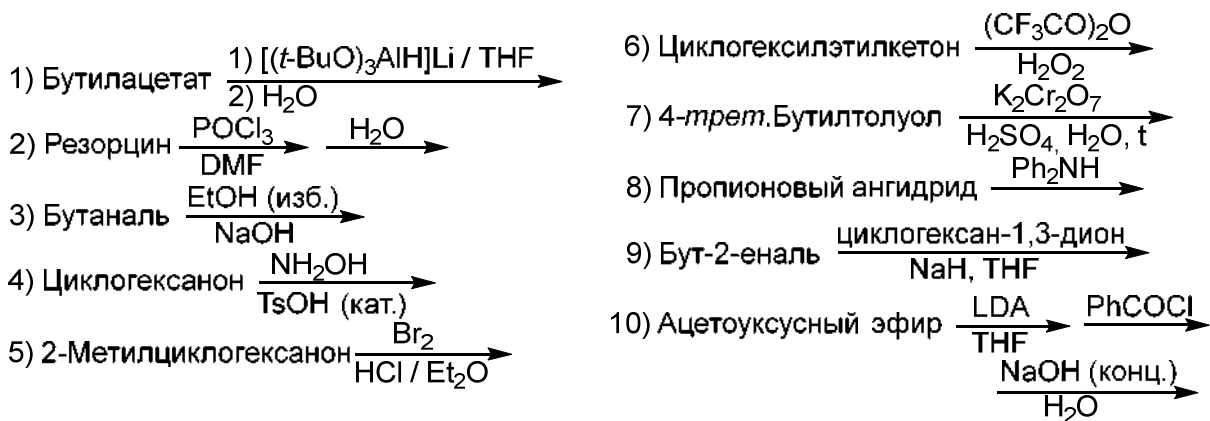 1) Бутилацетат 1) [(t-BuO)₃AlH]Li / THF 2) H₂O
2) Резорцин POCl₃ DMF H₂O
3) Бутаналь EtOH (изб.) NaOH
4) Циклогексанон NH₂OH TsOH (кат.)
5) 2-Метилциклогексанон Br₂ HCl / Et₂O
6) Циклогексилэтилкетон (CF₃CO)₂O H₂O₂
7) 4-трет.Бутилтолуол K₂Cr₂O₇ H₂SO₄, H₂O, t
8) Пропионовый ангидрид Ph₂NH
9) Бут-2-еналь циклогексан-1,3-дион NaH, THF
10) Ацетоуксусный эфир LDA THF PhCOCl
NaOH (конц.) H₂O